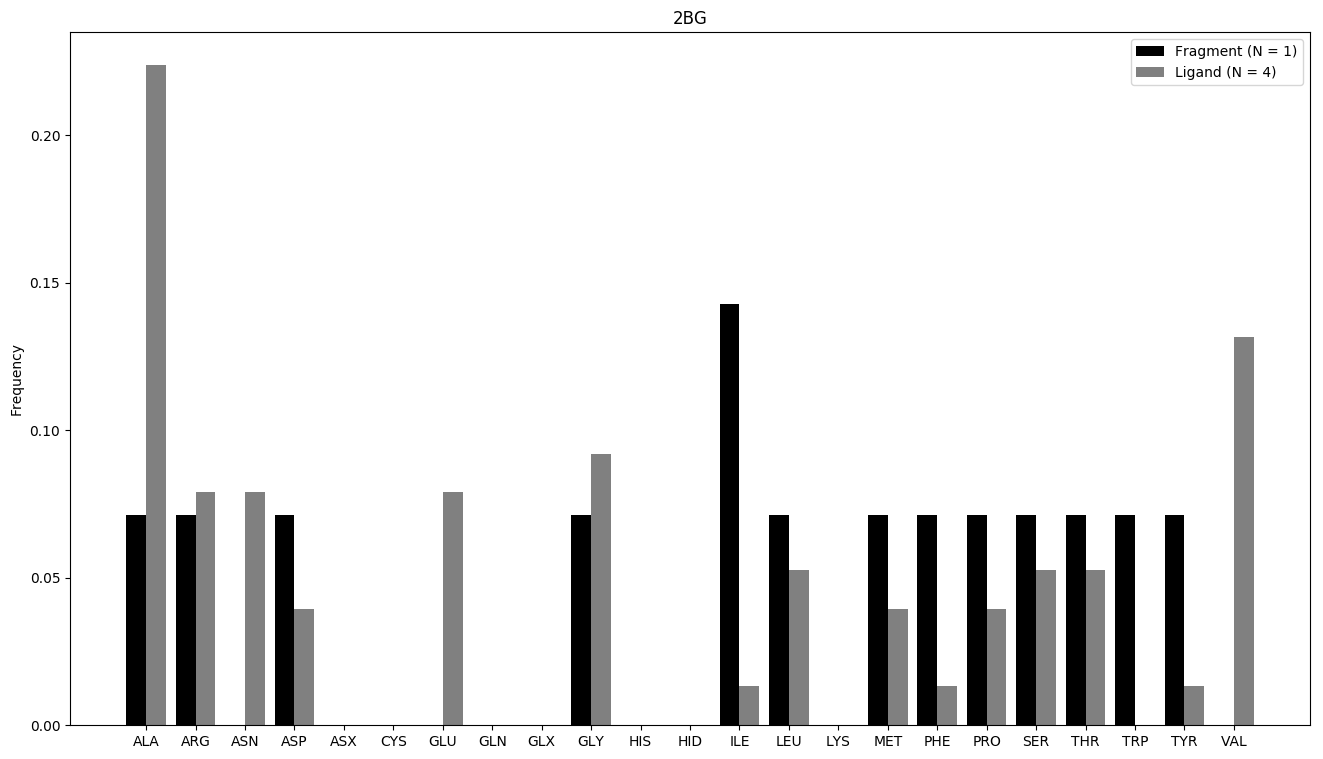 2BG
Fragment (N = 1)
Ligand (N = 4)
Frequency
0.20
0.15
0.10
0.05
0.00
ALA ARG ASN ASP ASX CYS GLU GLN GLX GLY HIS HID ILE LEU LYS MET PHE PRO SER THR TRP TYR VAL